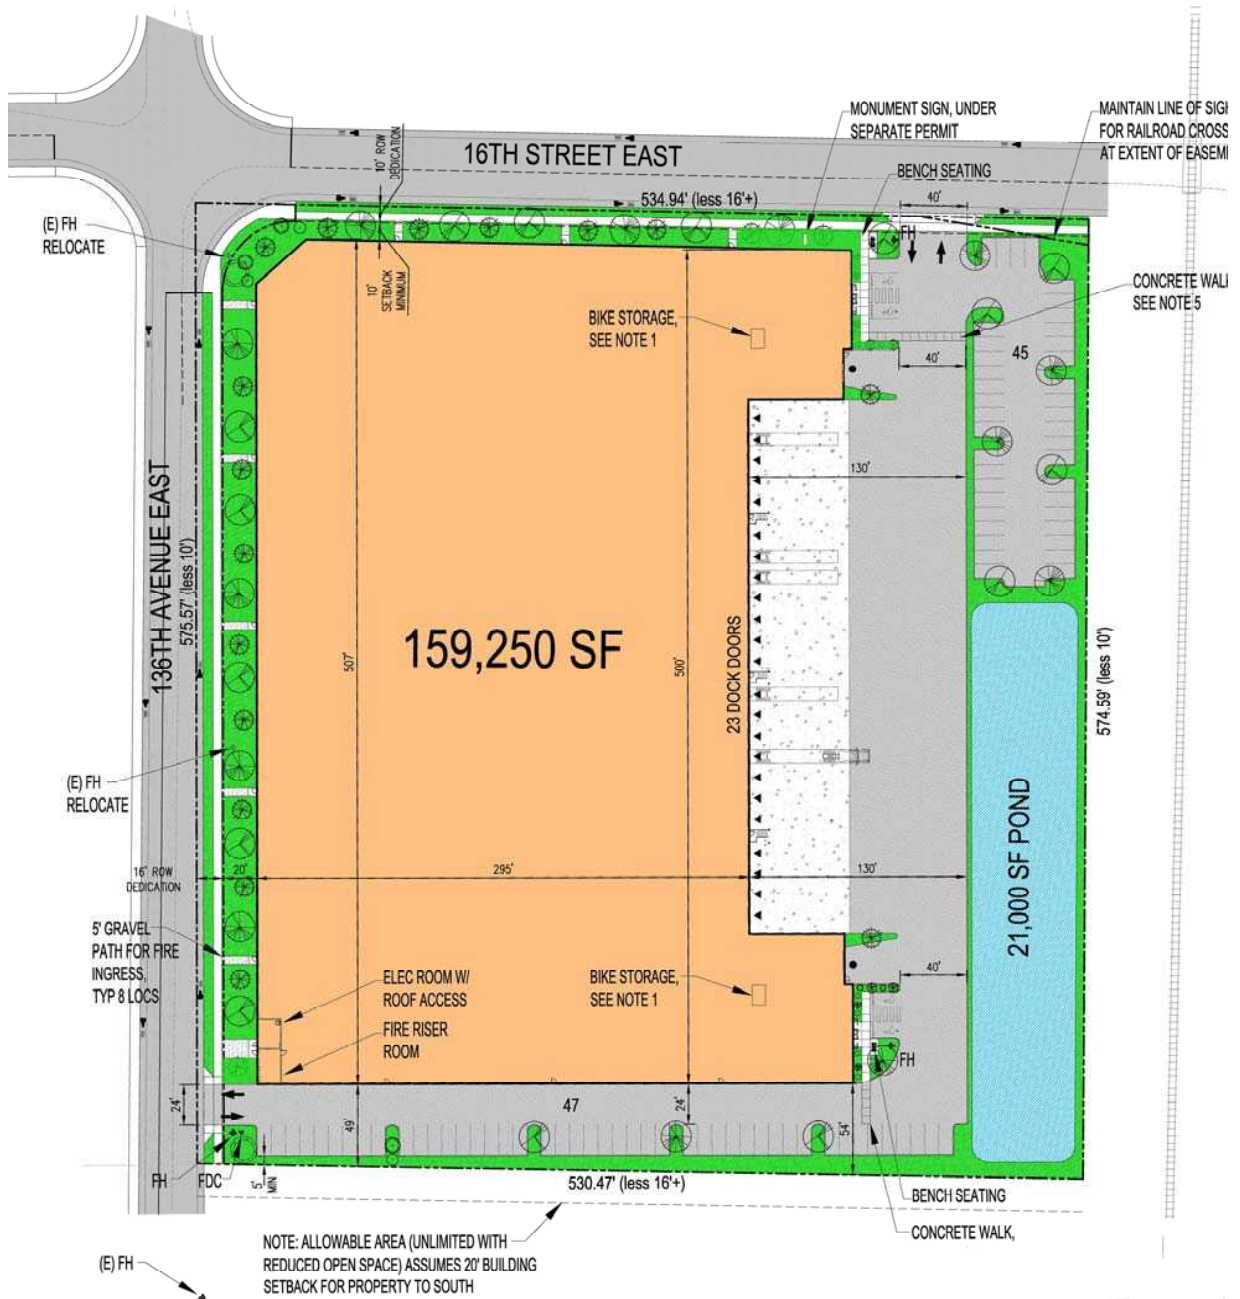 MONUMENT SIGN, UNDER
SEPARATE PERMIT
MAINTAIN LINE OF SIGH
FOR RAILROAD CROSS
AT EXTENT OF EASEM
10' ROW
DEDICATION
16TH STREET EAST
BENCH SEATING
534.94' (less 16'+)
40'
(E) FH
RELOCATE
FH
10'
SETBACK
MINIMUM
CONCRETE WALK
SEE NOTE 5
BIKE STORAGE,
SEE NOTE 1
45
40'
130'
136TH AVENUE EAST
575.57' (less 10')
507'
159,250 SF
500'
23 DOCK DOORS
574.59' (less 10')
(E) FH
RELOCATE
21,000 SF POND
16' ROW
DEDICATION
20'
295'
130'
5' GRAVEL
PATH FOR FIRE
INGRESS,
TYP 8 LOCS
ELEC ROOM W/
ROOF ACCESS
BIKE STORAGE,
SEE NOTE 1
40'
FIRE RISER
ROOM
FH
24'
49'
47
24'
54'
FH
FDC
5'
MIN
530.47' (less 16'+)
BENCH SEATING
CONCRETE WALK,
NOTE: ALLOWABLE AREA (UNLIMITED WITH
REDUCED OPEN SPACE) ASSUMES 20' BUILDING
SETBACK FOR PROPERTY TO SOUTH
(E) FH